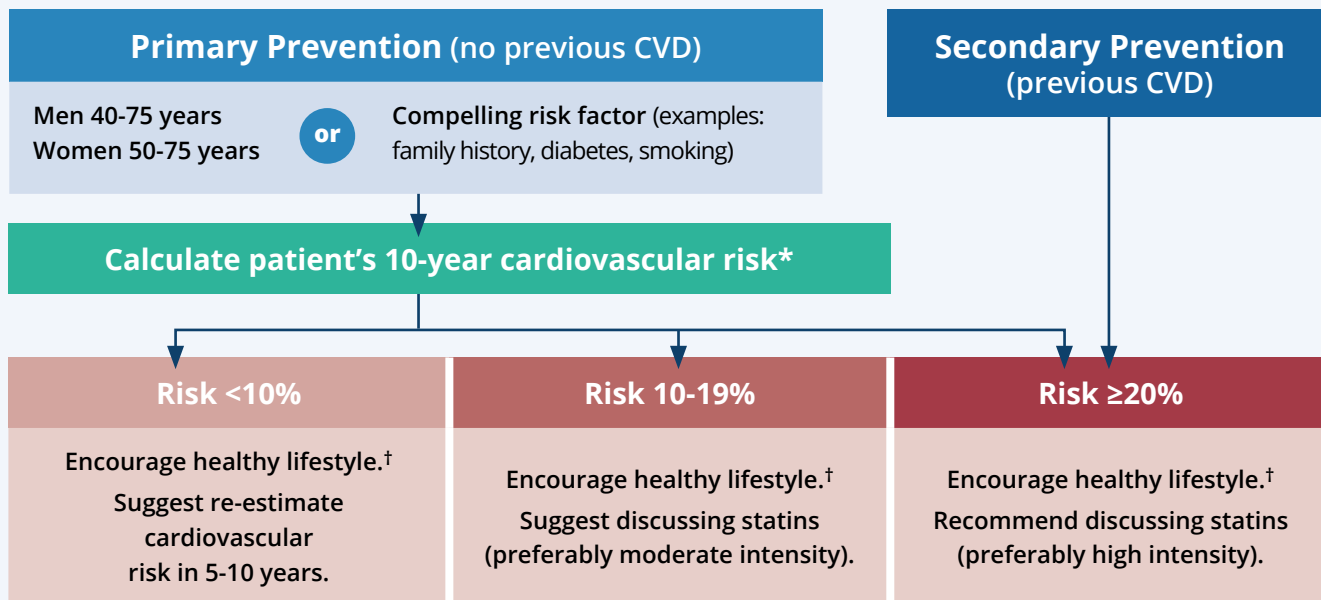 Primary Prevention (no previous CVD)
Men 40-75 years
Women 50-75 years
or
Compelling risk factor (examples:
family history, diabetes, smoking)
Secondary Prevention
(previous CVD)
Calculate patient's 10-year cardiovascular risk*
Risk <10%
Encourage healthy lifestyle.†
Suggest re-estimate
cardiovascular
risk in 5-10 years.
Risk 10-19%
Encourage healthy lifestyle.†
Suggest discussing statins
(preferably moderate intensity).
Risk ≥20%
Encourage healthy lifestyle.†
Recommend discussing statins
(preferably high intensity).